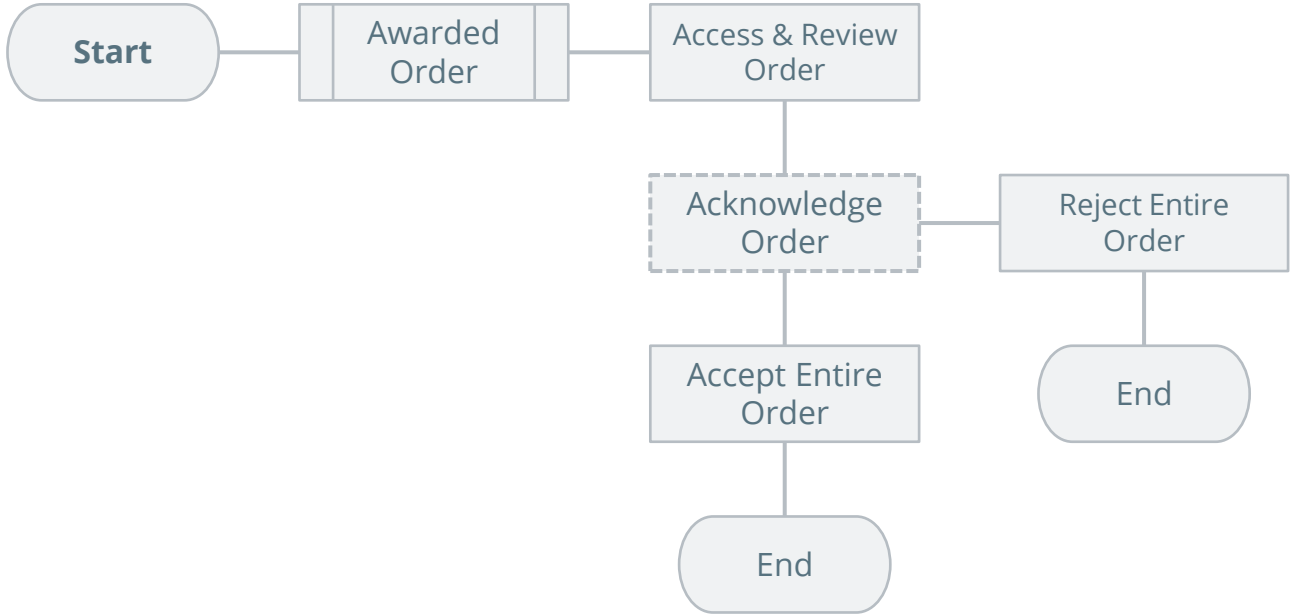 Start
Awarded
Order
Access & Review
Order
Acknowledge
Order
Reject Entire
Order
Accept Entire
Order
End
End